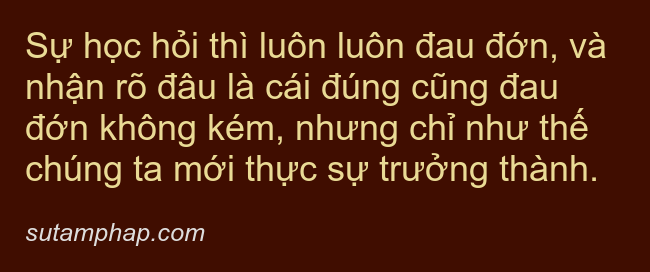 Sự học hỏi thì luôn luôn đau đớn, và
nhận rõ đâu là cái đúng cũng đau
đớn không kém, nhưng chỉ như thế
chúng ta mới thực sự trưởng thành.
sutamphap.com